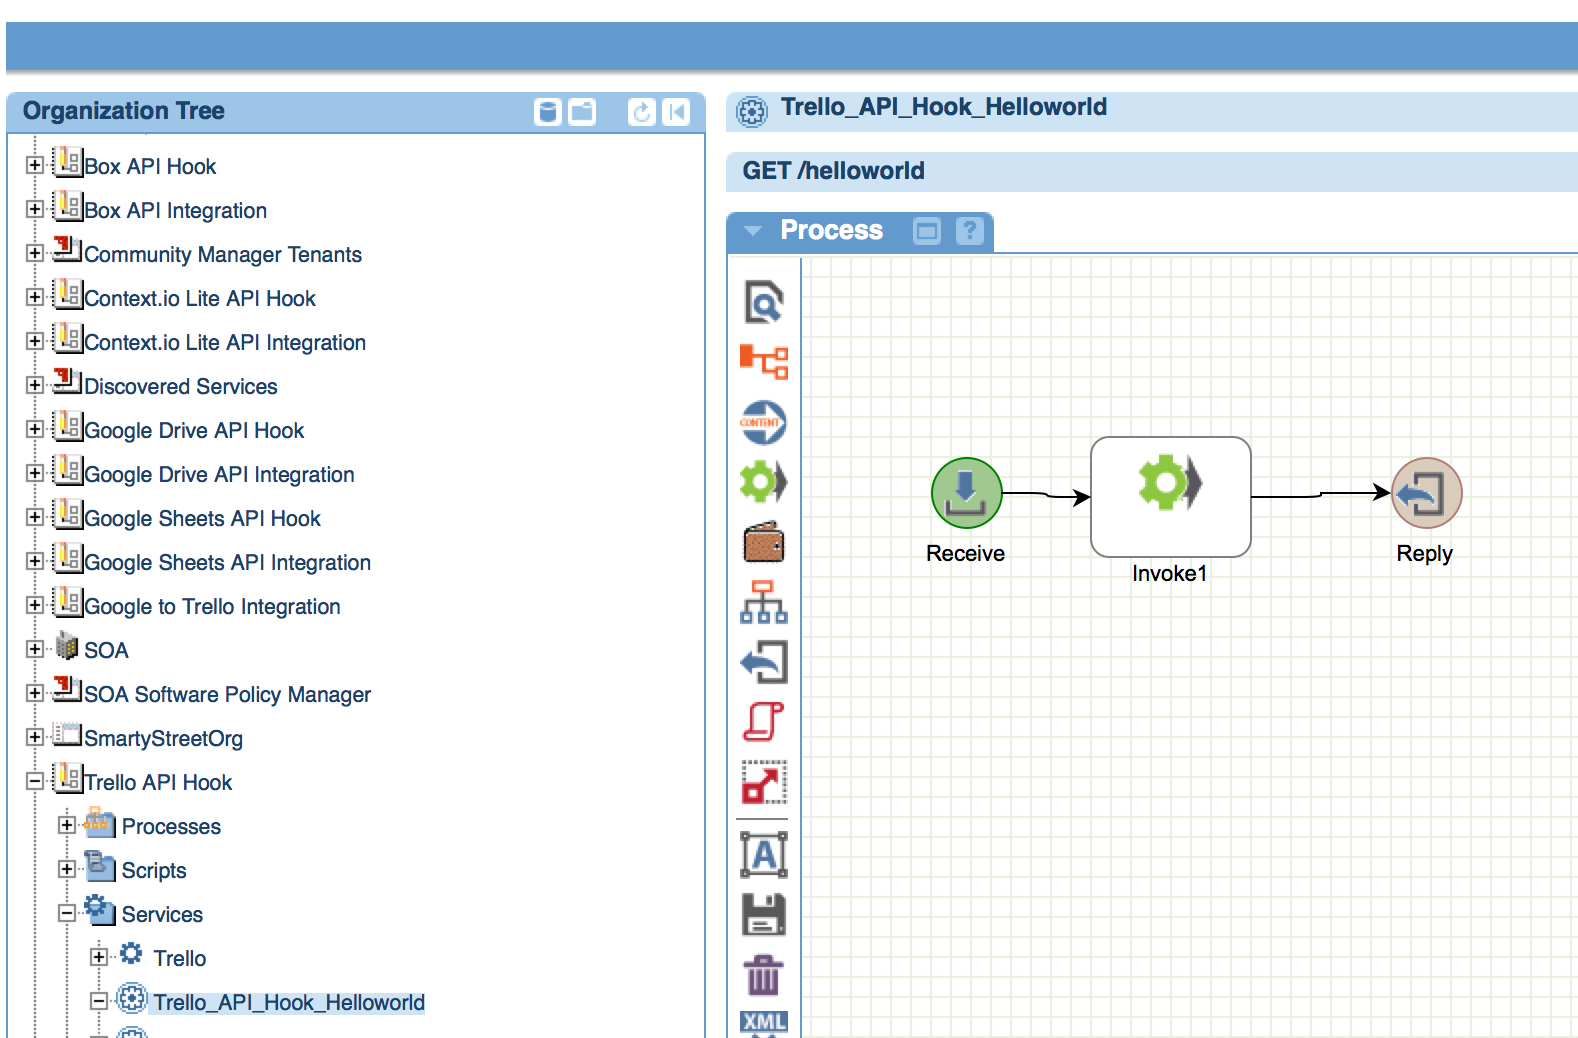 Organization Tree
Box API Hook
Box API Integration
Community Manager Tenants
Context.io Lite API Hook
Context.io Lite API Integration
Discovered Services
Google Drive API Hook
Google Drive API Integration
Google Sheets API Hook
Google Sheets API Integration
Google to Trello Integration
SOA
SOA Software Policy Manager
SmartyStreetOrg
Trello API Hook
Processes
Scripts
Services
Trello
Trello_API_Hook_Helloworld
Trello_API_Hook_Helloworld
GET /helloworld
Process
?
CONTENT
A
XML
Receive
Invoke1
Reply